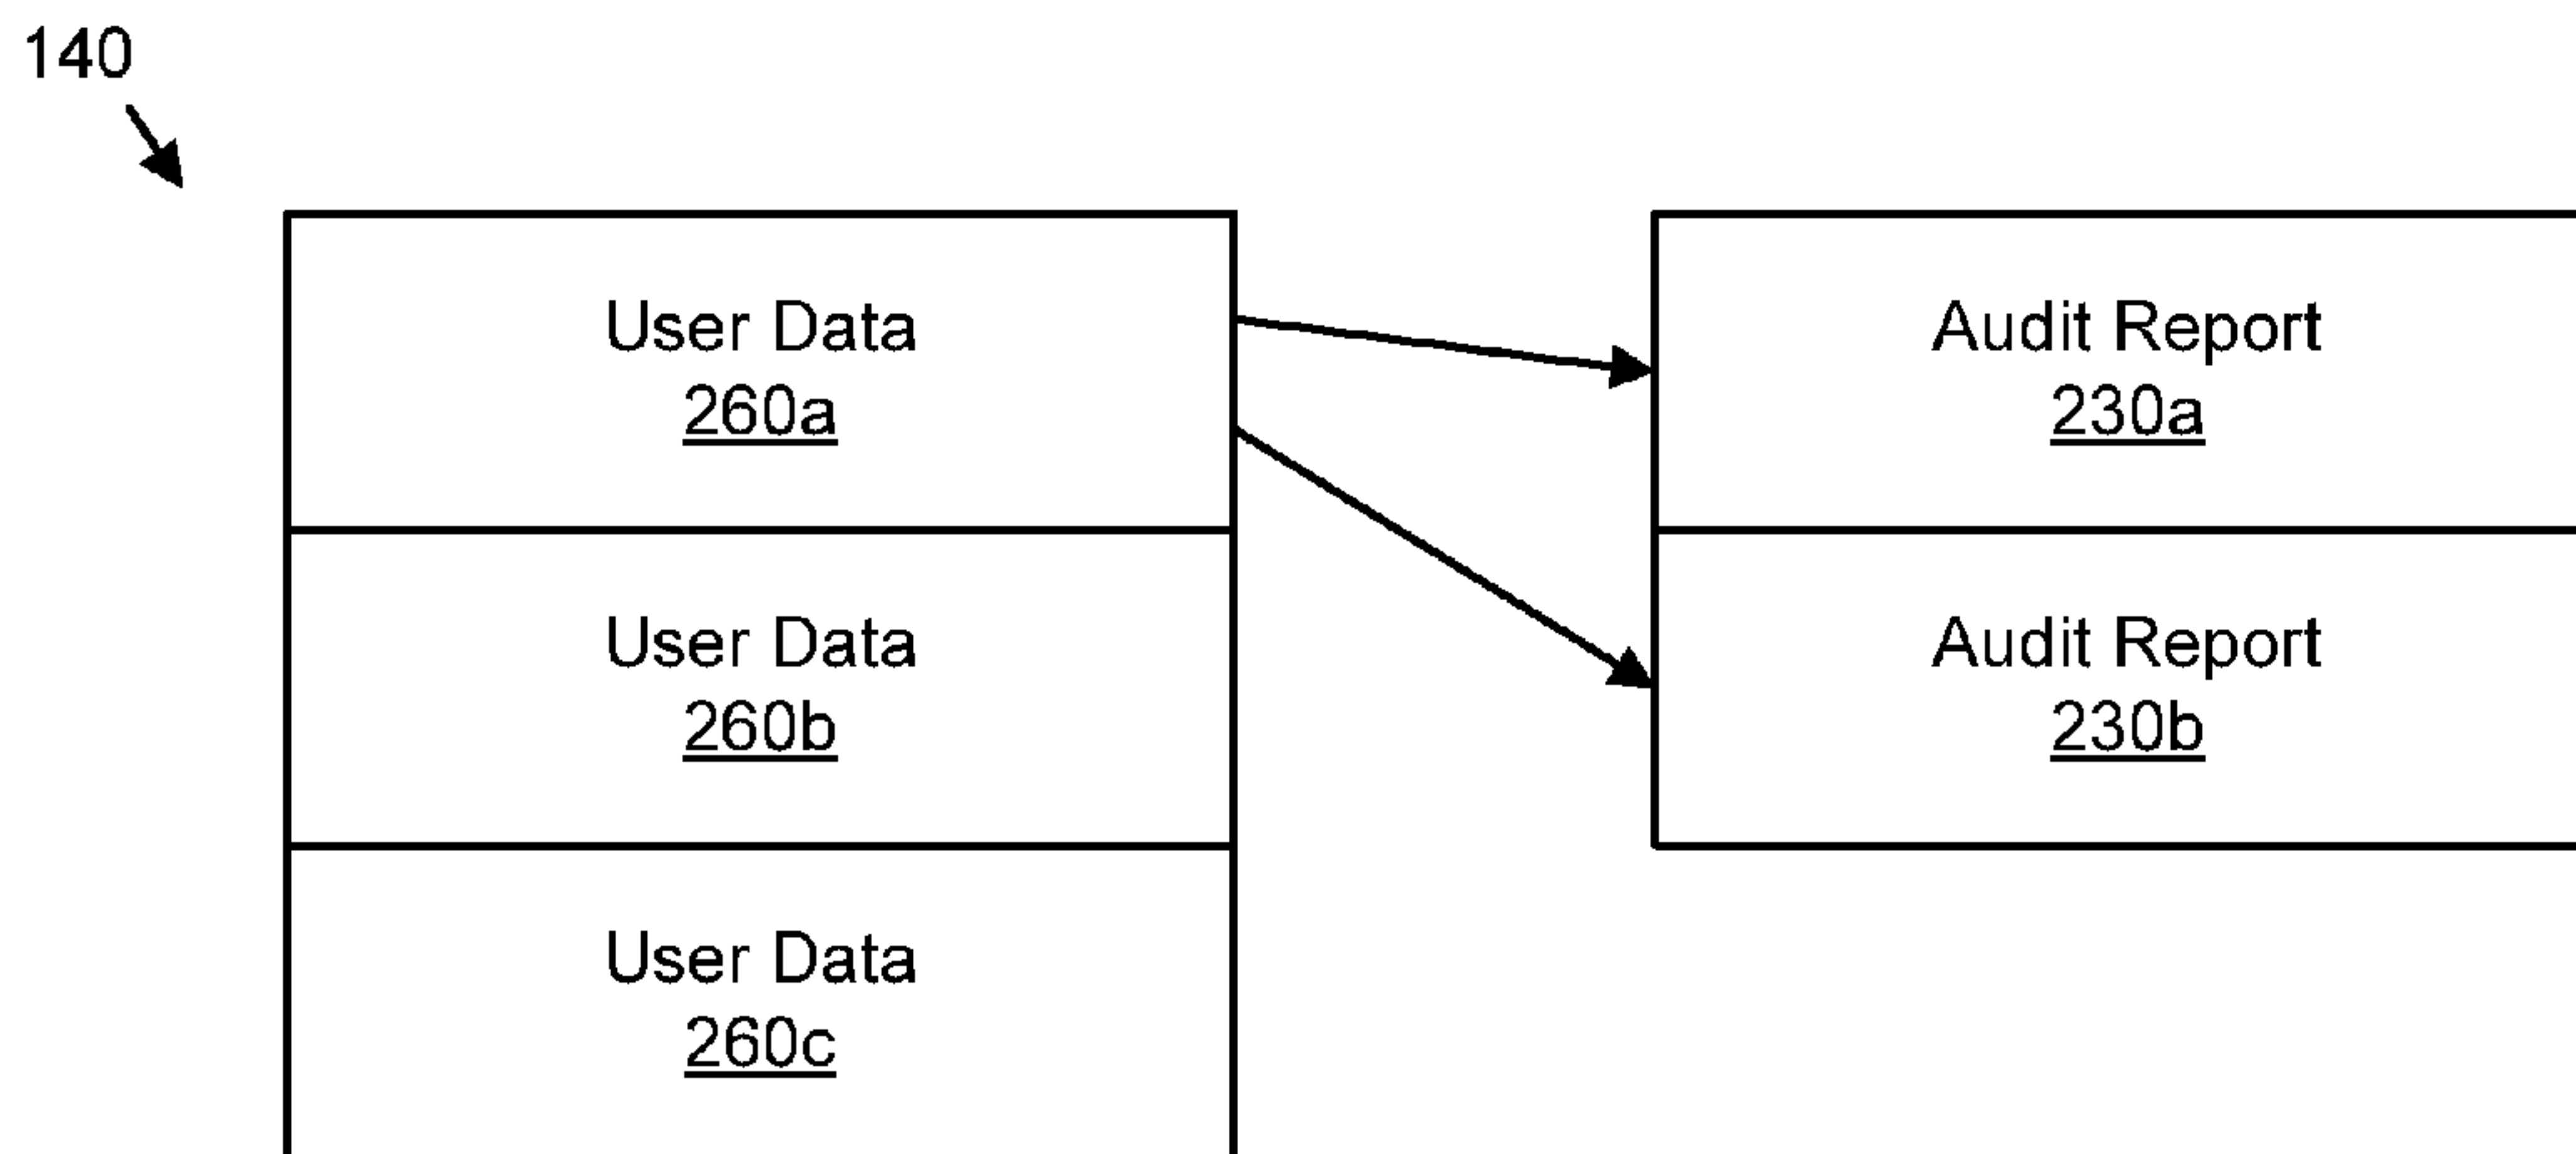 140
User Data
260a
Audit Report
230a
User Data
260b
Audit Report
230b
User Data
260c